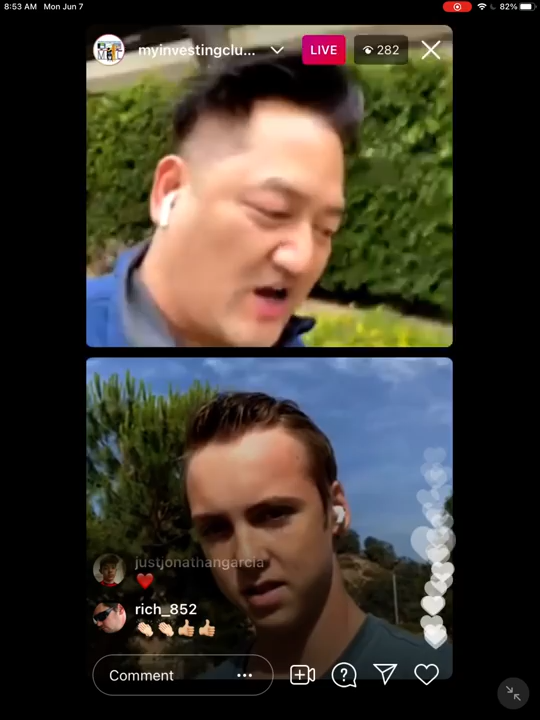 8:53 AM Mon Jun 7
82%
myinvestingclu...
LIVE
282
justjonathangarcia
❤️
rich_852
👏🏻👏🏻👍🏻👍🏻
Comment